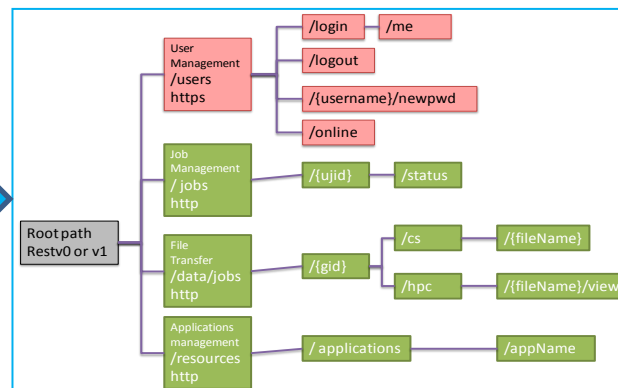 User
Management
/users
https
/login
/me
/logout
/{username}/newpwd
/online
Job
Management
/ jobs
http
/{ujid}
/status
Root path
Restv0 or v1
File
Transfer
/data/jobs
http
/{gid}
/cs
/{fileName}
/hpc
/{fileName}/view
Applications
management
/resources
http
/ applications
/appName